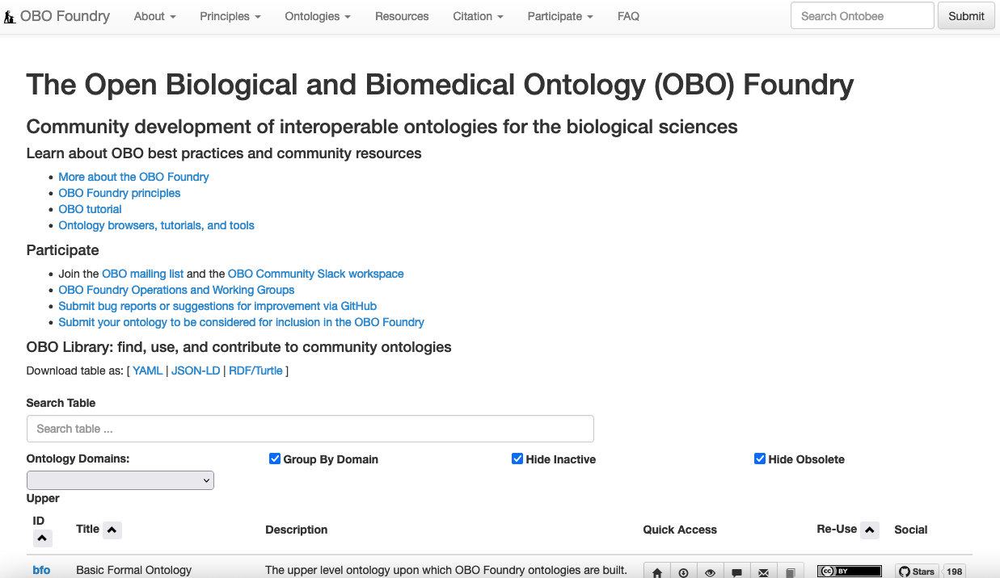 OBO Foundry About Principles Ontologies Resources Citation Participate FAQ Search Ontobee Submit
The Open Biological and Biomedical Ontology (OBO) Foundry
Community development of interoperable ontologies for the biological sciences
Learn about OBO best practices and community resources
• More about the OBO Foundry
• OBO Foundry principles
• OBO tutorial
• Ontology browsers, tutorials, and tools
Participate
• Join the OBO mailing list and the OBO Community Slack workspace
• OBO Foundry Operations and Working Groups
• Submit bug reports or suggestions for improvement via GitHub
• Submit your ontology to be considered for inclusion in the OBO Foundry
OBO Library: find, use, and contribute to community ontologies
Download table as: [ YAML | JSON-LD | RDF/Turtle ]
Search Table
Search table ...
Ontology Domains: Group By Domain Hide Inactive Hide Obsolete
Upper
ID Title Description Quick Access Re-Use Social
bfo Basic Formal Ontology The upper level ontology upon which OBO Foundry ontologies are built. cc BY Stars 198